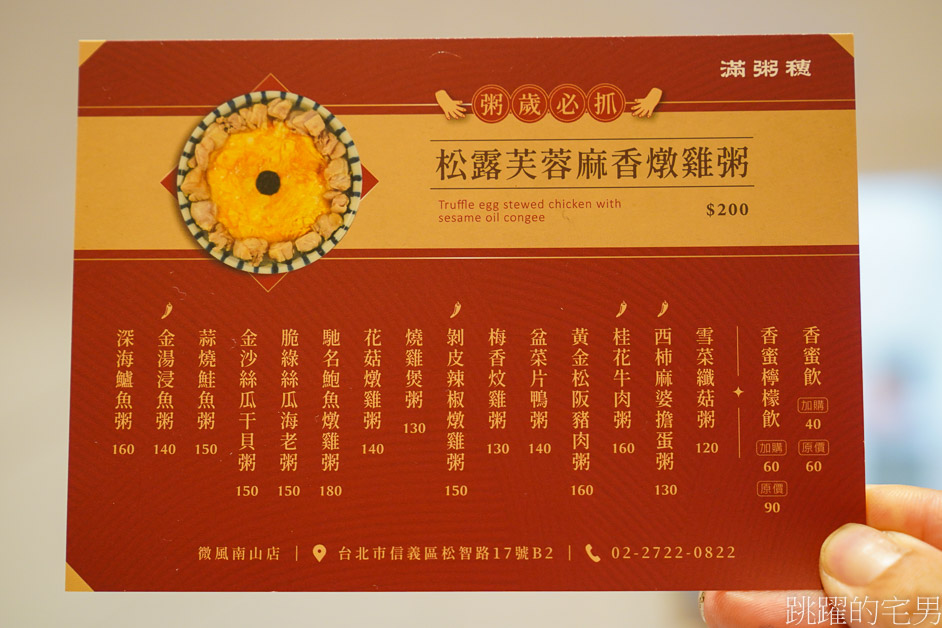 滿粥穗
粥歲必抓
松露芙蓉麻香燉雞粥
Truffle egg stewed chicken with
sesame oil congee
$200
香蜜飲 加購 40 原價 60
香蜜檸檬飲 加購 60 原價 90
雪菜纖菇粥 120
西柿麻婆擔蛋粥 130
桂花牛肉粥 160
黃金松阪豬肉粥 160
盆菜片鴨粥 140
梅香炆雞粥 130
剝皮辣椒燉雞粥 150
燒雞煲粥 130
花菇燉雞粥 140
馳名鮑魚燉雞粥 180
脆綠絲瓜海老粥 150
金沙絲瓜干貝粥 150
蒜燒鮭魚粥 150
金湯浸魚粥 140
深海鱸魚粥 160
微風南山店 | 台北市信義區松智路17號B2 | 02-2722-0822
跳躍的宅男